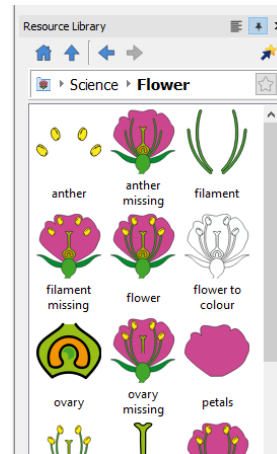 Resource Library
Science Flower
anther
anther missing
filament
filament missing
flower
flower to colour
ovary
ovary missing
petals